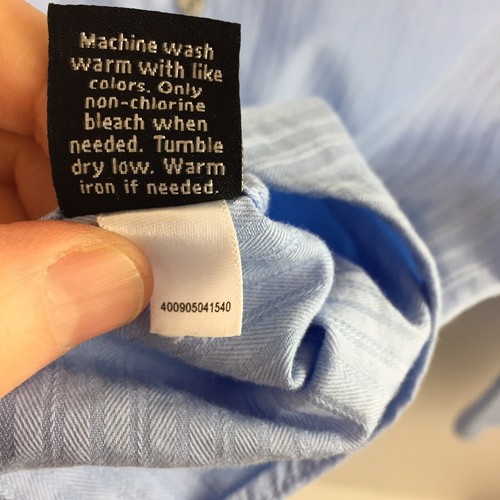 Machine wash
warm with like
colors. Only
non-chlorine
bleach when
needed. Tumble
dry low. Warm
iron if needed.
400905041540